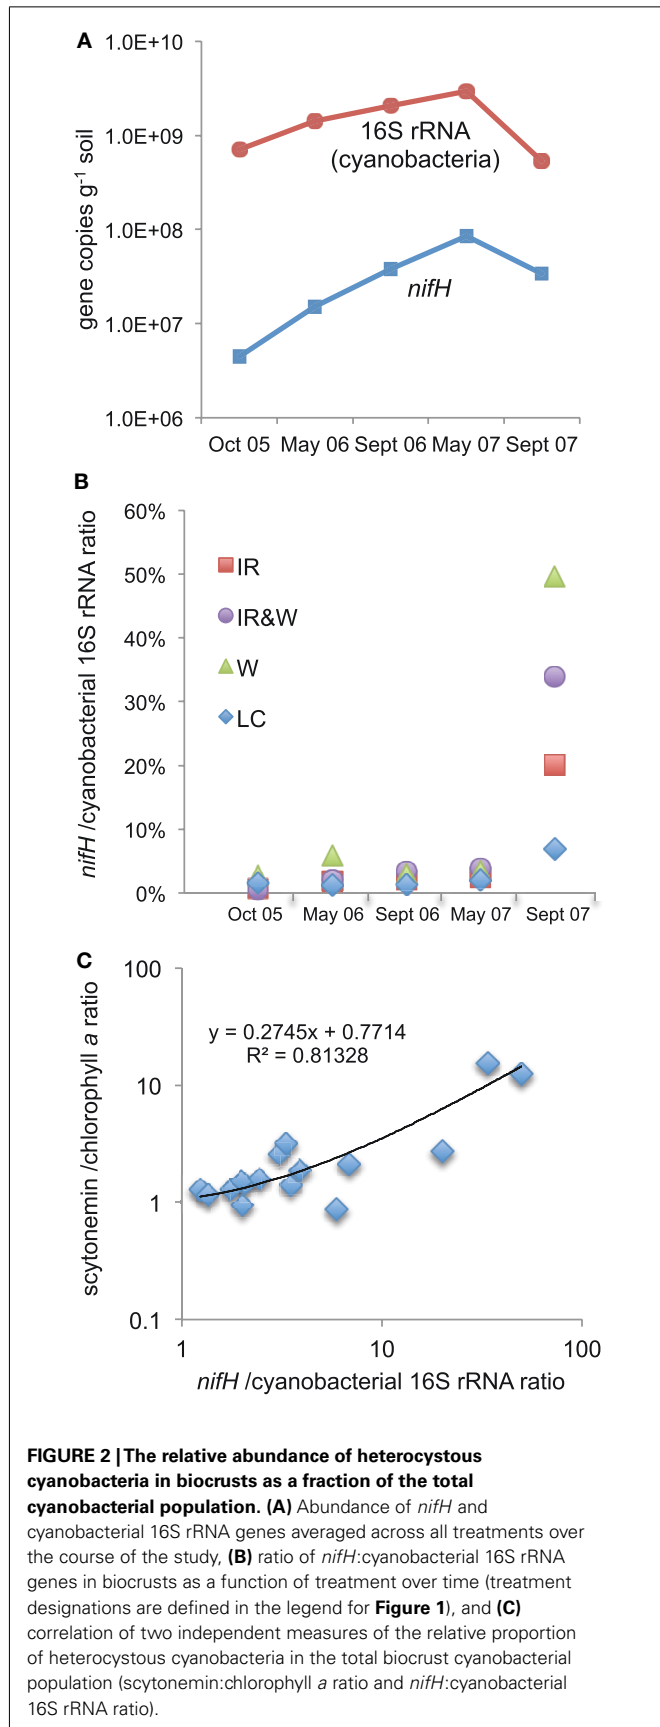 A
1.0E+10
1.0E+09
1.0E+08
1.0E+07
1.0E+06
gene copies g⁻¹ soil
16S rRNA
(cyanobacteria)
nifH
Oct 05 May 06 Sept 06 May 07 Sept 07
B
60%
50%
40%
30%
20%
10%
0%
nifH /cyanobacterial 16S rRNA ratio
IR
IR&W
W
LC
Oct 05 May 06 Sept 06 May 07 Sept 07
C
100
10
1
0.1
scytonemin /chlorophyll a ratio
y = 0.2745x + 0.7714
R² = 0.81328
1 10 100
nifH /cyanobacterial 16S rRNA ratio
FIGURE 2 | The relative abundance of heterocystous
cyanobacteria in biocrusts as a fraction of the total
cyanobacterial population. (A) Abundance of nifH and
cyanobacterial 16S rRNA genes averaged across all treatments over
the course of the study, (B) ratio of nifH:cyanobacterial 16S rRNA
genes in biocrusts as a function of treatment over time (treatment
designations are defined in the legend for Figure 1), and (C)
correlation of two independent measures of the relative proportion
of heterocystous cyanobacteria in the total biocrust cyanobacterial
population (scytonemin:chlorophyll a ratio and nifH:cyanobacterial
16S rRNA ratio).